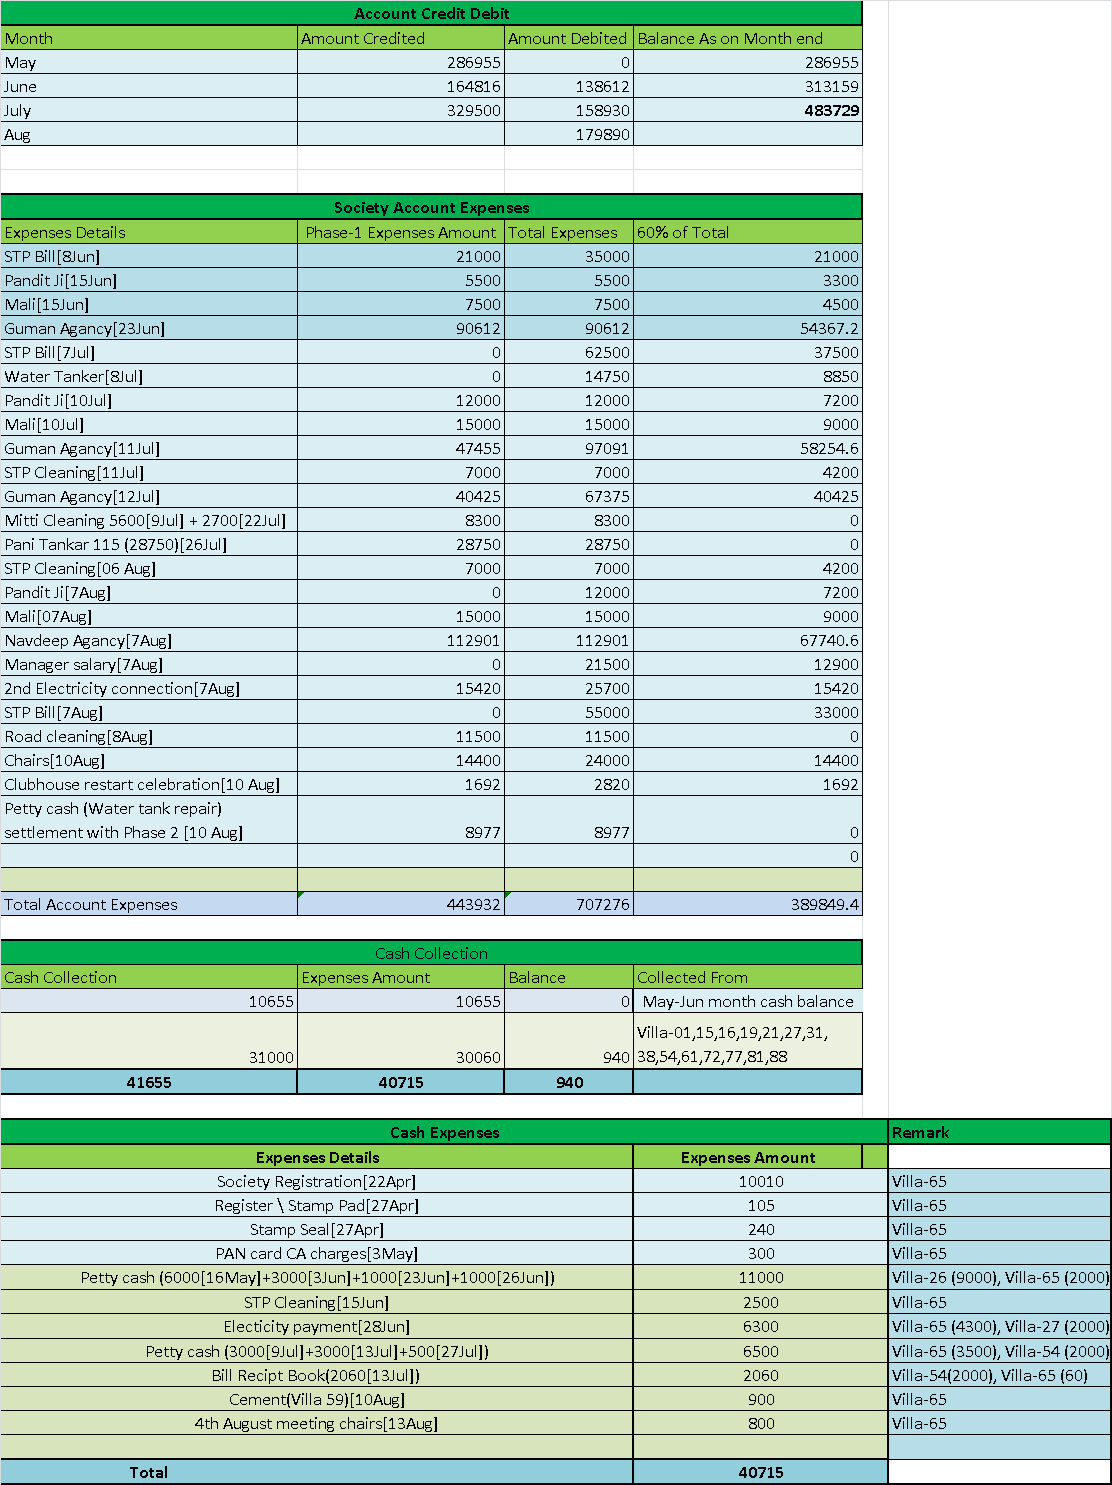 Account Credit Debit
Month Amount Credited Amount Debited Balance As on Month end
May 286955 0 286955
June 164816 138612 313159
July 329500 158930 483729
Aug 179890
Society Account Expenses
Expenses Details Phase-1 Expenses Amount Total Expenses 60% of Total
STP Bill[8Jun] 21000 35000 21000
Pandit Ji[15Jun] 5500 5500 3300
Mali[15Jun] 7500 7500 4500
Guman Agancy[23Jun] 90612 90612 54367.2
STP Bill[7Jul] 0 62500 37500
Water Tanker[8Jul] 0 14750 8850
Pandit Ji[10Jul] 12000 12000 7200
Mali[10Jul] 15000 15000 9000
Guman Agancy[11Jul] 47455 97091 58254.6
STP Cleaning[11Jul] 7000 7000 4200
Guman Agancy[12Jul] 40425 67375 40425
Mitti Cleaning 5600[9Jul] + 2700[22Jul] 8300 8300 0
Pani Tankar 115 (28750)[26Jul] 28750 28750 0
STP Cleaning[06 Aug] 7000 7000 4200
Pandit Ji[7Aug] 0 12000 7200
Mali[07Aug] 15000 15000 9000
Navdeep Agancy[7Aug] 112901 112901 67740.6
Manager salary[7Aug] 0 21500 12900
2nd Electricity connection[7Aug] 15420 25700 15420
STP Bill[7Aug] 0 55000 33000
Road cleaning[8Aug] 11500 11500 0
Chairs[10Aug] 14400 24000 14400
Clubhouse restart celebration[10 Aug] 1692 2820 1692
Petty cash (Water tank repair)
settlement with Phase 2 [10 Aug] 8977 8977 0
0
Total Account Expenses 443932 707276 389849.4
Cash Collection
Cash Collection Expenses Amount Balance Collected From
10655 10655 0 May-Jun month cash balance
Villa-01,15,16,19,21,27,31,
31000 30060 940 38,54,61,72,77,81,88
41655 40715 940
Cash Expenses Remark
Expenses Details Expenses Amount
Society Registration[22Apr] 10010 Villa-65
Register \ Stamp Pad[27Apr] 105 Villa-65
Stamp Seal[27Apr] 240 Villa-65
PAN card CA charges[3May] 300 Villa-65
Petty cash (6000[16May]+3000[3Jun]+1000[23Jun]+1000[26Jun]) 11000 Villa-26 (9000), Villa-65 (2000)
STP Cleaning[15Jun] 2500 Villa-65
Electicity payment[28Jun] 6300 Villa-65 (4300), Villa-27 (2000)
Petty cash (3000[9Jul]+3000[13Jul]+500[27Jul]) 6500 Villa-65 (3500), Villa-54 (2000)
Bill Recipt Book(2060[13Jul]) 2060 Villa-54(2000), Villa-65 (60)
Cement(Villa 59)[10Aug] 900 Villa-65
4th August meeting chairs[13Aug] 800 Villa-65
Total 40715